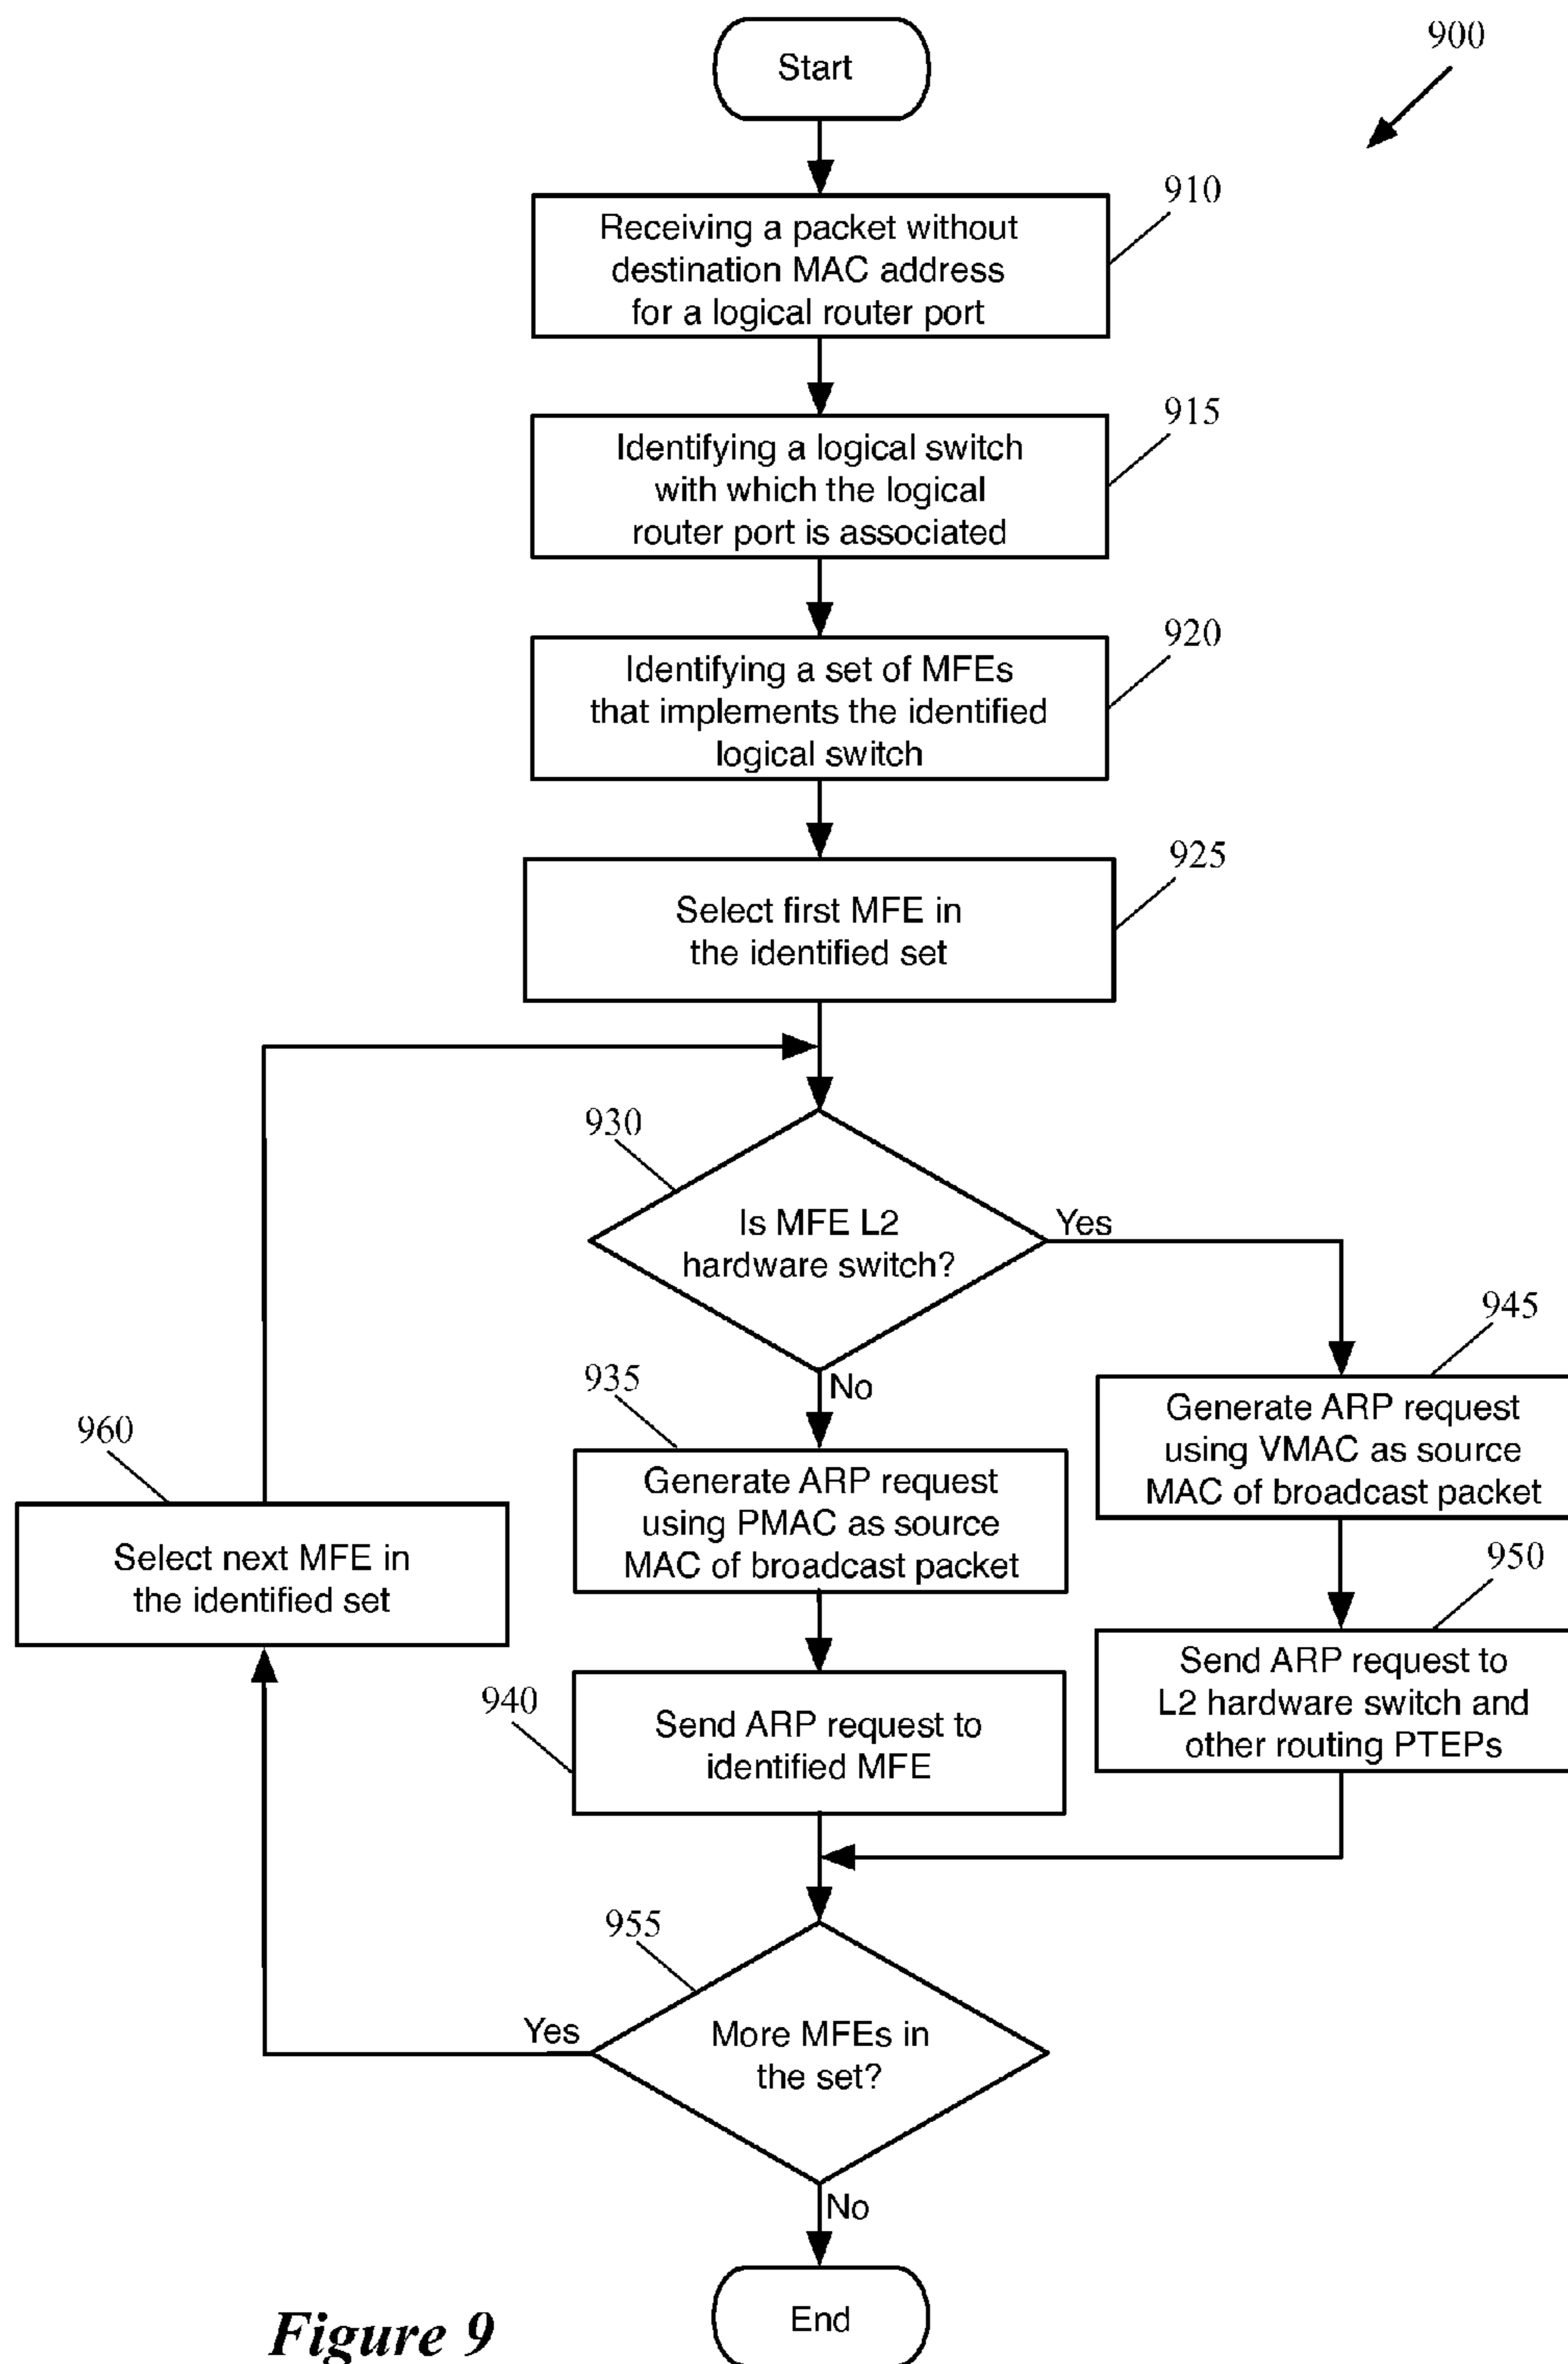 Start
900
910
Receiving a packet without
destination MAC address
for a logical router port
915
Identifying a logical switch
with which the logical
router port is associated
920
Identifying a set of MFEs
that implements the identified
logical switch
925
Select first MFE in
the identified set
930
Is MFE L2
hardware switch?
Yes
No
945
Generate ARP request
using VMAC as source
MAC of broadcast packet
935
Generate ARP request
using PMAC as source
MAC of broadcast packet
960
Select next MFE in
the identified set
950
Send ARP request to
L2 hardware switch and
other routing PTEPs
940
Send ARP request to
identified MFE
955
More MFEs in
the set?
Yes
No
End
Figure 9